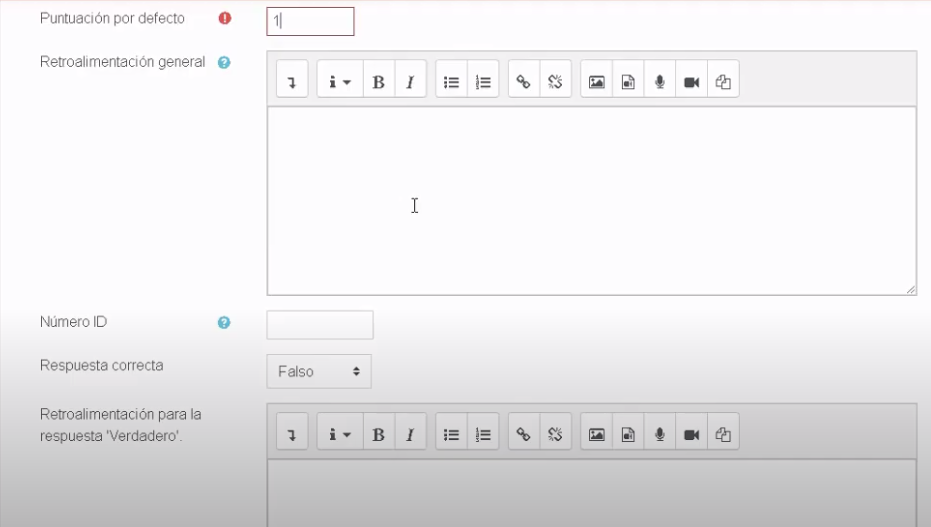 Puntuación por defecto
1
Retroalimentación general
i B I
Número ID
Respuesta correcta
Falso
Retroalimentación para la
respuesta 'Verdadero'.
i B I